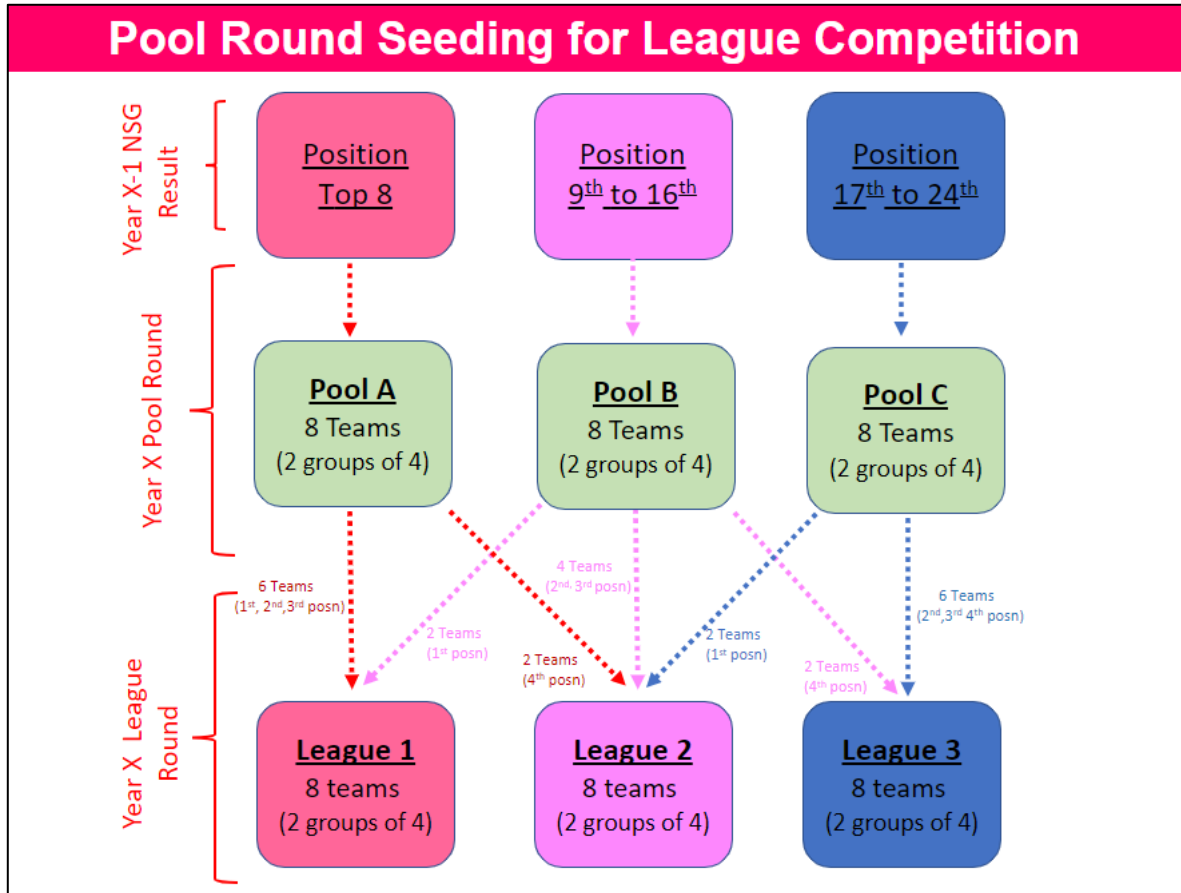 Pool Round Seeding for League Competition
Year X-1 NSG
Result
Position
Top 8
Position
9th to 16th
Position
17th to 24th
Year X Pool Round
Pool A
8 Teams
(2 groups of 4)
Pool B
8 Teams
(2 groups of 4)
Pool C
8 Teams
(2 groups of 4)
6 Teams
(1st, 2nd,3rd posn)
2 Teams
(1st posn)
2 Teams
(4th posn)
4 Teams
(2nd, 3rd posn)
2 Teams
(1st posn)
2 Teams
(4th posn)
6 Teams
(2nd,3rd 4th posn)
Year X League
Round
League 1
8 teams
(2 groups of 4)
League 2
8 teams
(2 groups of 4)
League 3
8 teams
(2 groups of 4)